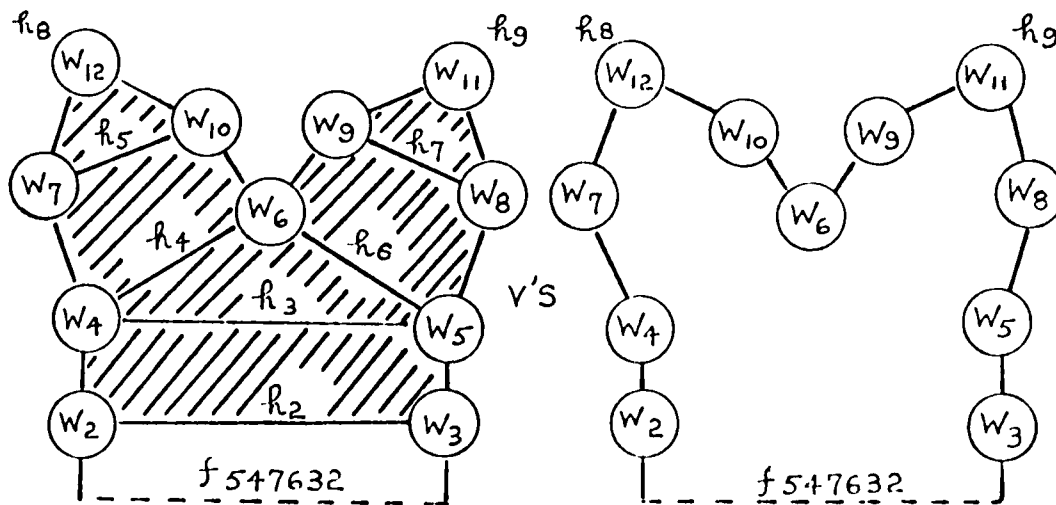 h8 h9 h8 h9
W12 W11 W12 W11
W10 W9 W10 W9
h5 h7
W7 W8 W7 W8
W6 W6
h4 h6
h3 V'S
W4 W5 W4 W5
h2
W2 W3 W2 W3
f547632 f547632